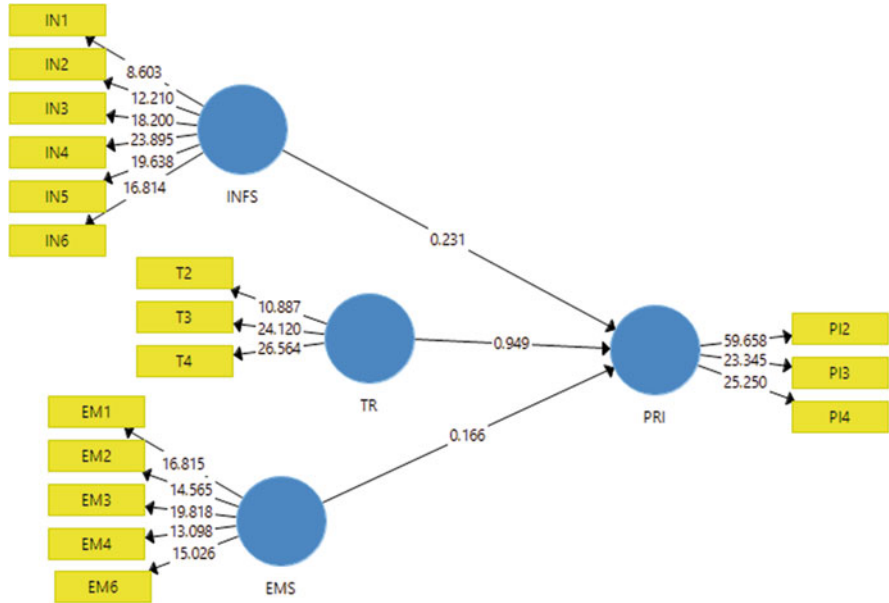 IN1
IN2
IN3
IN4
IN5
IN6
8.603
12.210
18.200
23.895
19.638
16.814
INFS
0.231
T2
T3
T4
10.887
24.120
26.564
TR
0.949
EM1
EM2
EM3
EM4
EM6
16.815
14.565
19.818
13.098
15.026
EMS
0.166
PRI
59.658
23.345
25.250
PI2
PI3
PI4